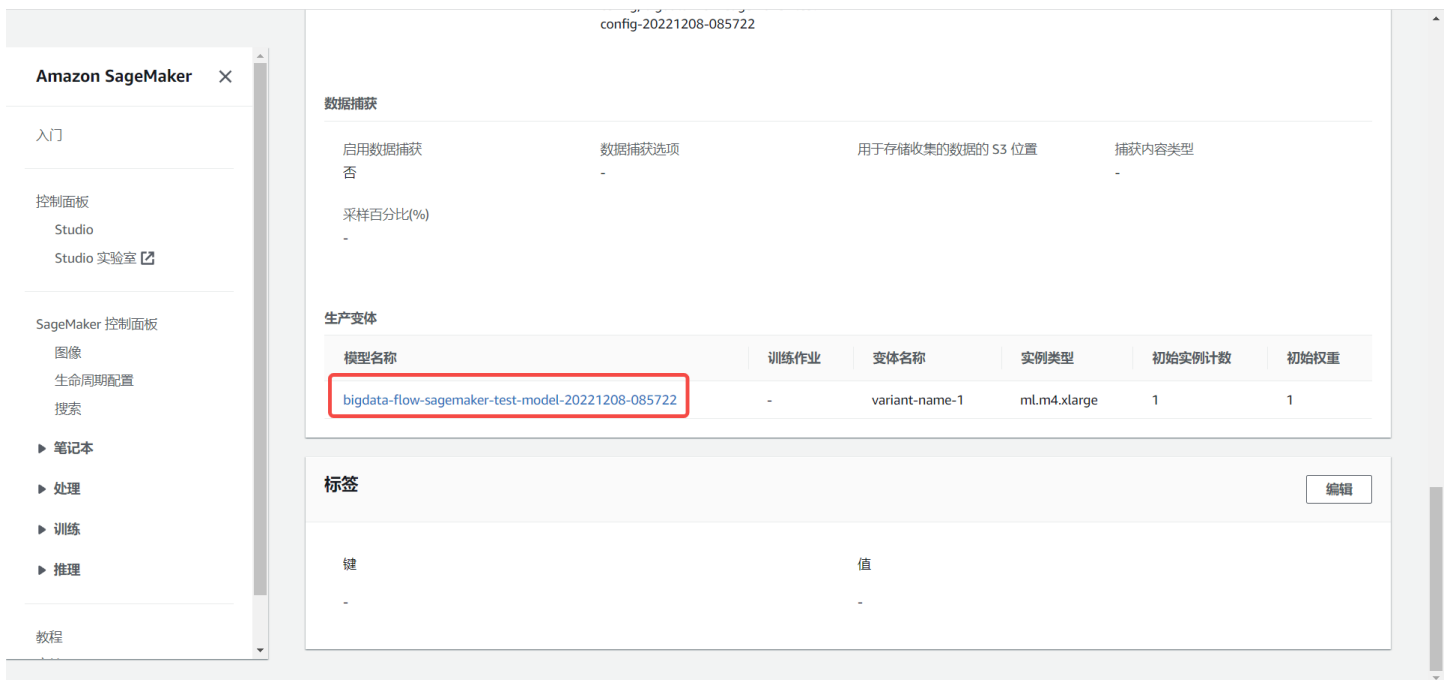 config-20221208-085722
Amazon SageMaker
入门
控制面板
Studio
Studio 实验室
SageMaker 控制面板
图像
生命周期配置
搜索
笔记本
处理
训练
推理
教程
数据捕获
启用数据捕获 数据捕获选项 用于存储收集的数据的 S3 位置 捕获内容类型
否 - -
采样百分比(%)
-
生产变体
模型名称 训练作业 变体名称 实例类型 初始实例计数 初始权重
bigdata-flow-sagemaker-test-model-20221208-085722 - variant-name-1 ml.m4.xlarge 1 1
标签 编辑
键 值
- -